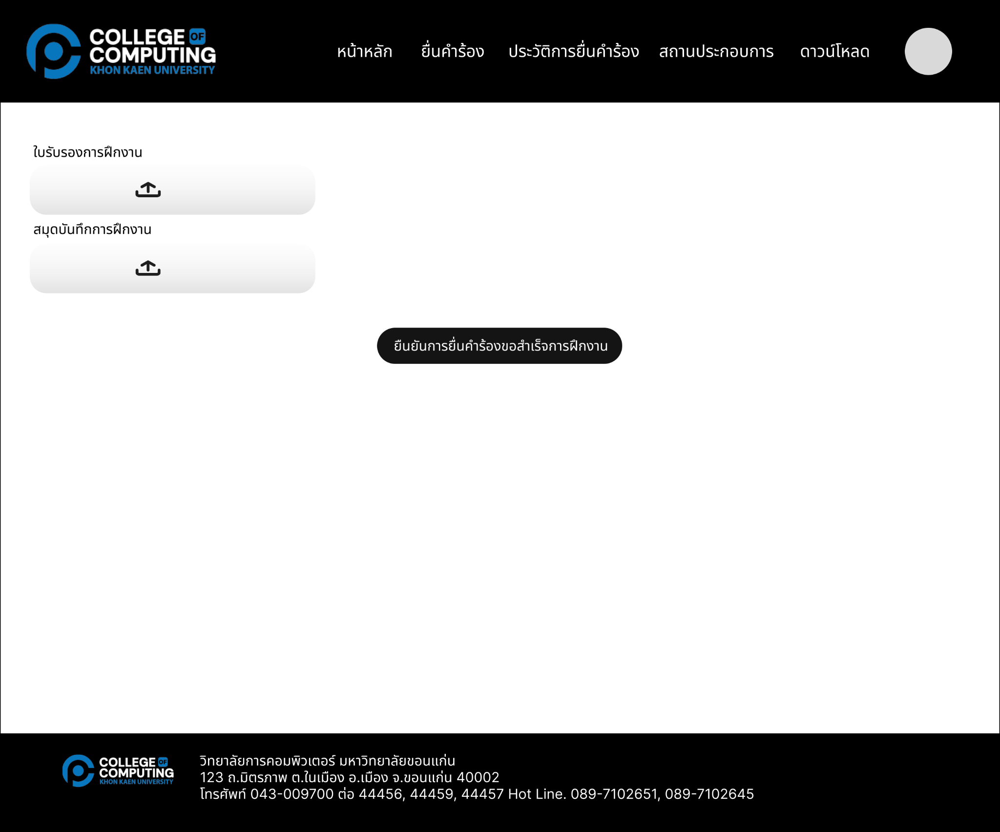 COLLEGE OF
COMPUTING
KHON KAEN UNIVERSITY
หน้าหลัก ยื่นคำร้อง ประวัติการยื่นคำร้อง สถานประกอบการ ดาวน์โหลด
ใบรับรองการฝึกงาน
สมุดบันทึกการฝึกงาน
ยืนยันการยื่นคำร้องขอสำเร็จการฝึกงาน
COLLEGE OF
COMPUTING
KHON KAEN UNIVERSITY
วิทยาลัยการคอมพิวเตอร์ มหาวิทยาลัยขอนแก่น
123 ถ.มิตรภาพ ต.ในเมือง อ.เมือง จ.ขอนแก่น 40002
โทรศัพท์ 043-009700 ต่อ 44456, 44459, 44457 Hot Line. 089-7102651, 089-7102645